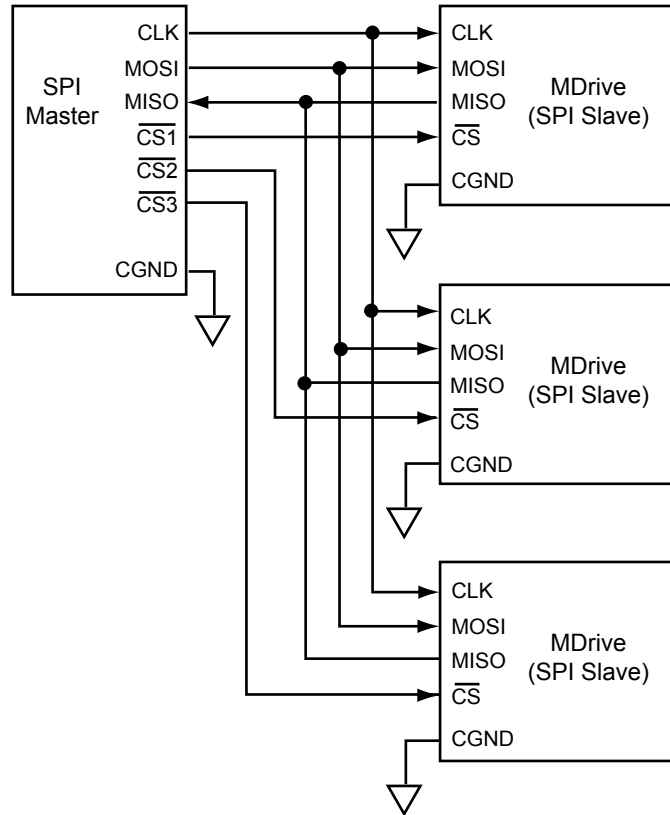 SPI
Master
CLK
MOSI
MISO
CS1
CS2
CS3
CGND
CLK
MOSI
MISO
CS
CGND
MDrive
(SPI Slave)
CLK
MOSI
MISO
CS
CGND
MDrive
(SPI Slave)
CLK
MOSI
MISO
CS
CGND
MDrive
(SPI Slave)